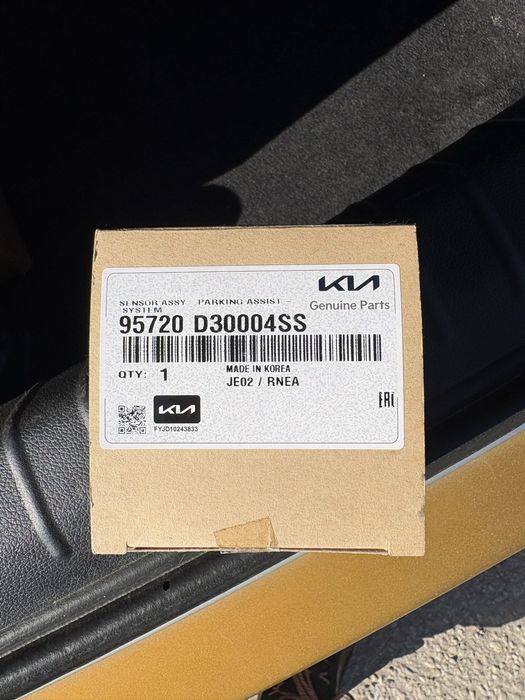 KIA
Genuine Parts
SENSOR ASSY - PARKING ASSIST -
SYSTEM
95720 D30004SS
QTY: 1
MADE IN KOREA
JE02 / RNEA
EAC
KIA
FYJD10243833